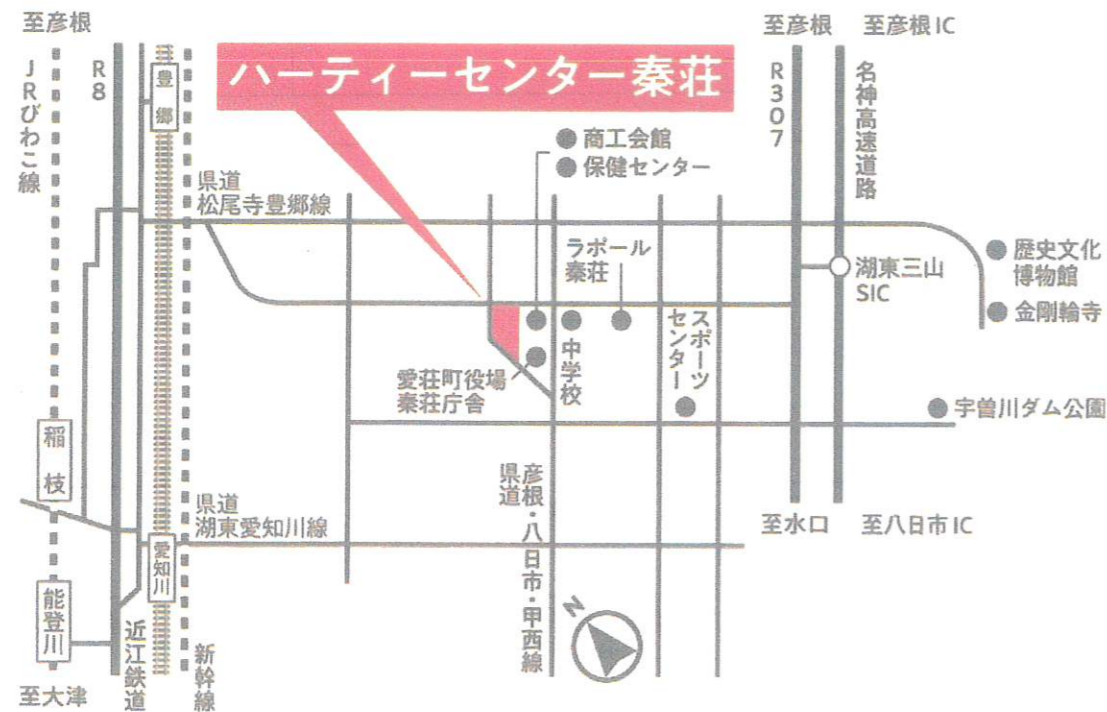 至彦根
至彦根
至彦根IC
JRびわこ線
R8
豊郷
ハーティーセンター秦荘
R307
名神高速道路
商工会館
保健センター
県道
松尾寺豊郷線
ラポール
秦荘
歴史文化
博物館
湖東三山
SIC
金剛輪寺
スポーツ
センター
中学校
愛荘町役場
秦荘庁舎
宇曽川ダム公園
稲枝
県道
彦根・八日市・甲西線
県道
湖東愛知川線
至水口
至八日市IC
愛知川
能登川
近江鉄道
新幹線
N
至大津